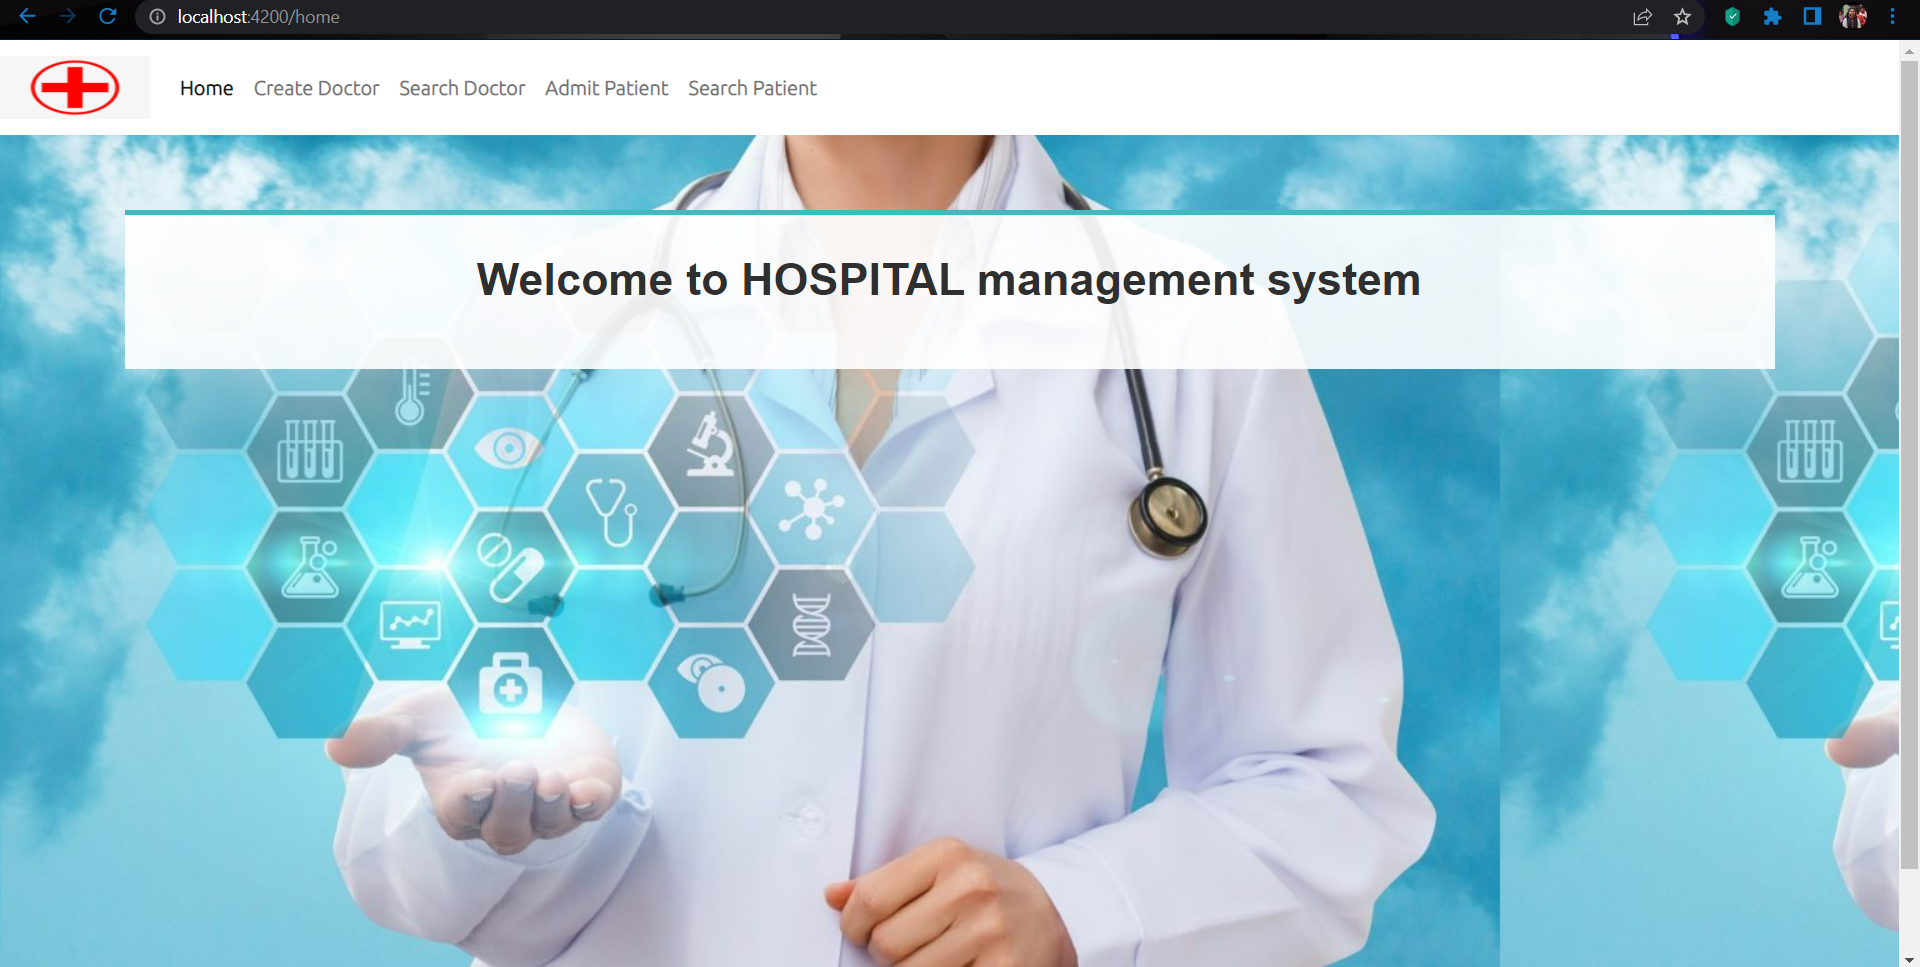 localhost:4200/home
Home Create Doctor Search Doctor Admit Patient Search Patient
Welcome to HOSPITAL management system